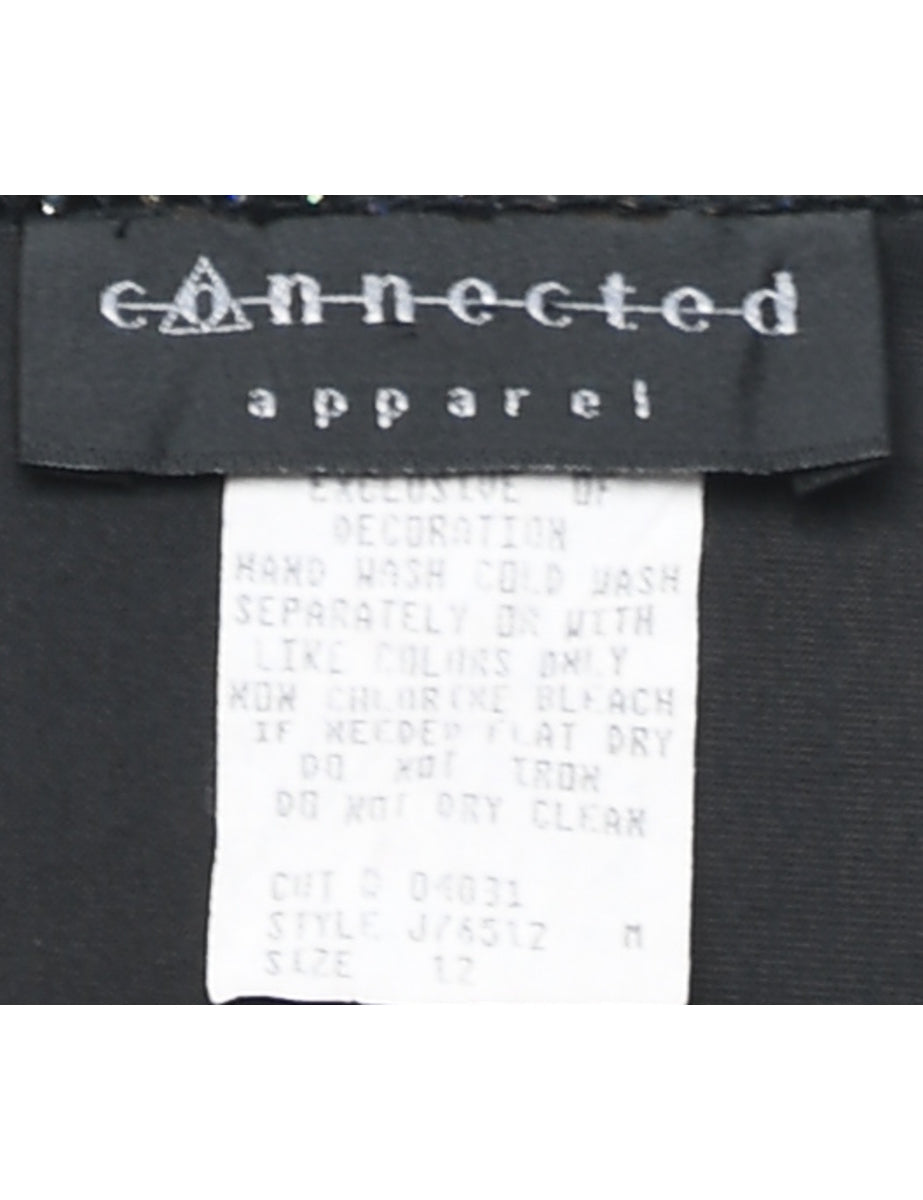 connected
apparel
EXCLUSIVE OF
DECORATION
HAND WASH COLD WASH
SEPARATELY OR WITH
LIKE COLORS ONLY
NON CHLORINE BLEACH
IF NEEDED FLAT DRY
DO NOT IRON
DO NOT DRY CLEAN
CUT # 04031
STYLE J/6512 M
SIZE 12